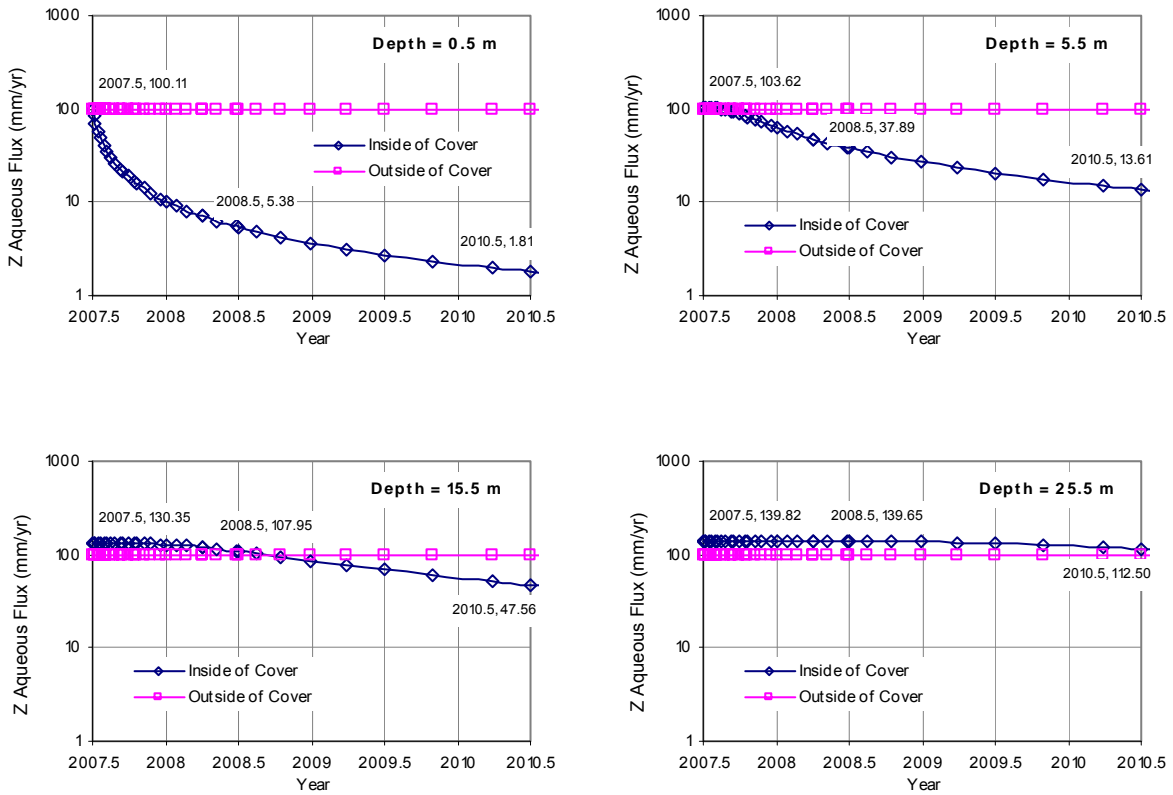 1000
100
10
1
Z Aqueous Flux (mm/yr)
Depth = 0.5 m
2007.5, 100.11
Inside of Cover
Outside of Cover
2008.5, 5.38
2010.5, 1.81
2007.5 2008 2008.5 2009 2009.5 2010 2010.5
Year
1000
100
10
1
Z Aqueous Flux (mm/yr)
Depth = 5.5 m
2007.5, 103.62
2008.5, 37.89
2010.5, 13.61
Inside of Cover
Outside of Cover
2007.5 2008 2008.5 2009 2009.5 2010 2010.5
Year
1000
100
10
1
Z Aqueous Flux (mm/yr)
Depth = 15.5 m
2007.5, 130.35
2008.5, 107.95
2010.5, 47.56
Inside of Cover
Outside of Cover
2007.5 2008 2008.5 2009 2009.5 2010 2010.5
Year
1000
100
10
1
Z Aqueous Flux (mm/yr)
Depth = 25.5 m
2007.5, 139.82
2008.5, 139.65
2010.5, 112.50
Inside of Cover
Outside of Cover
2007.5 2008 2008.5 2009 2009.5 2010 2010.5
Year